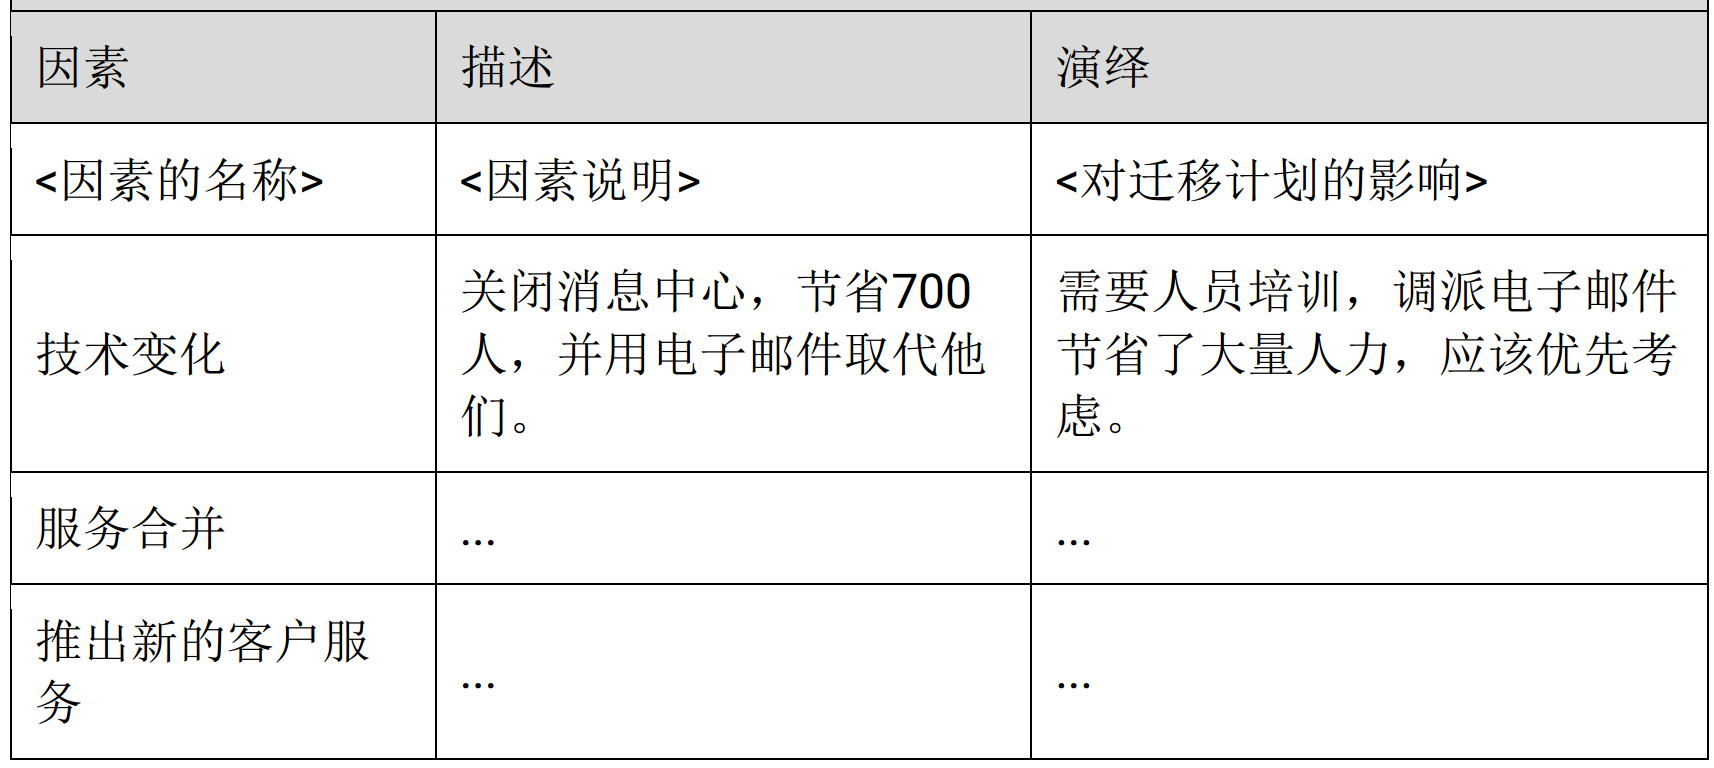 因素
描述
演绎
<因素的名称>
<因素说明>
<对迁移计划的影响>
技术变化
关闭消息中心，节省700
人，并用电子邮件取代他
们。
需要人员培训，调派电子邮件
节省了大量人力，应该优先考
虑。
服务合并
...
...
推出新的客户服
务
...
...